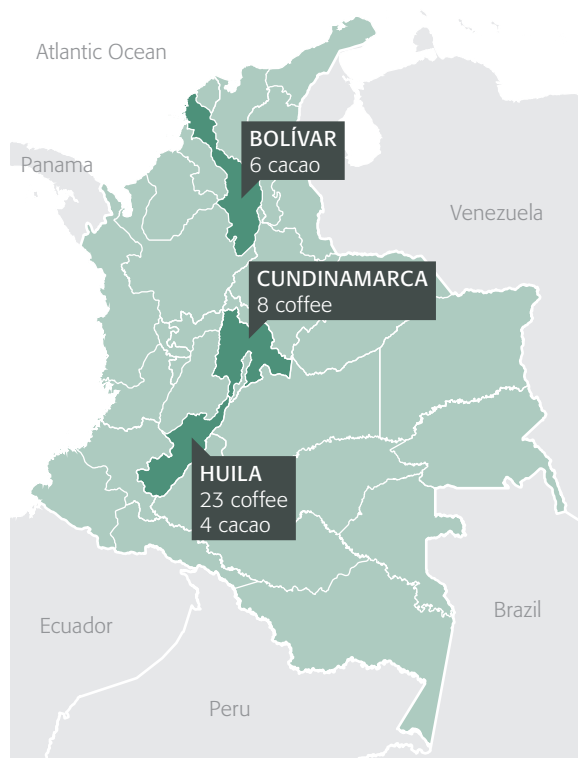 Atlantic Ocean
BOLÍVAR
6 cacao
Panama
Venezuela
CUNDINAMARCA
8 coffee
HUILA
23 coffee
4 cacao
Ecuador
Brazil
Peru